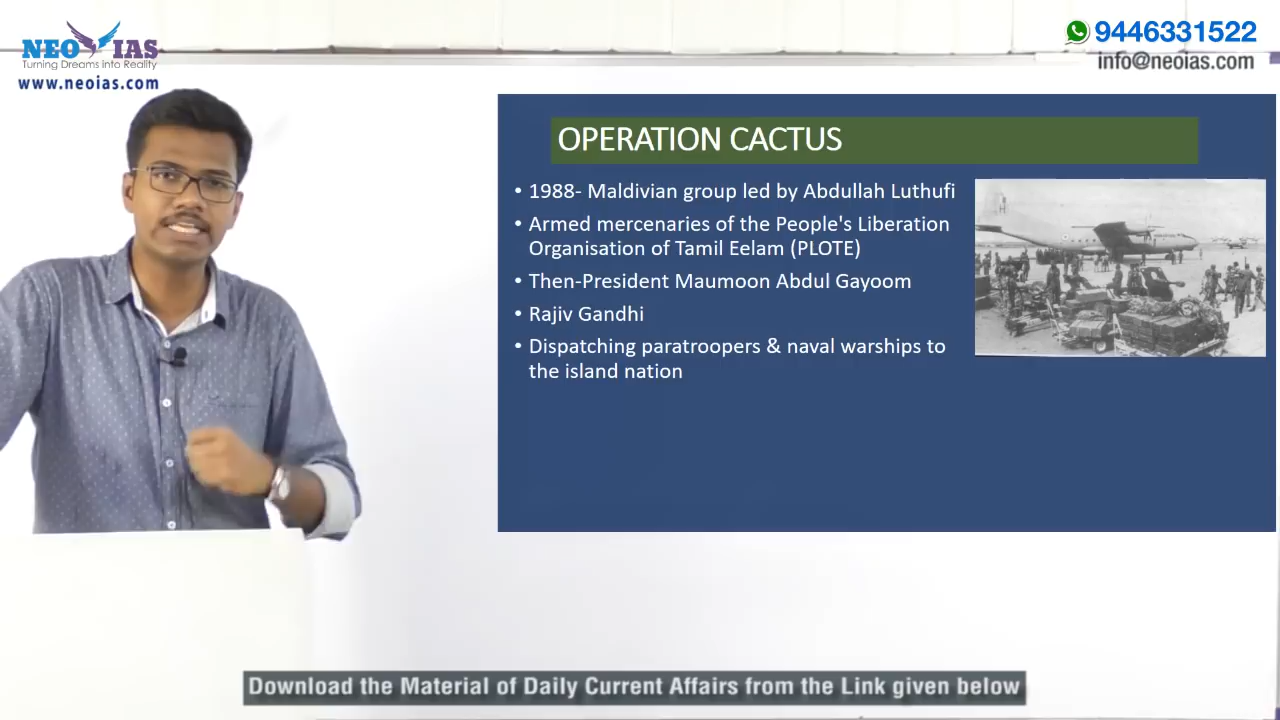 NEO IAS
Turning Dreams into Reality
www.neoias.com
9446331522
info@neoias.com
OPERATION CACTUS
• 1988- Maldivian group led by Abdullah Luthufi
• Armed mercenaries of the People's Liberation
Organisation of Tamil Eelam (PLOTE)
• Then-President Maumoon Abdul Gayoom
• Rajiv Gandhi
• Dispatching paratroopers & naval warships to
the island nation
Download the Material of Daily Current Affairs from the Link given below